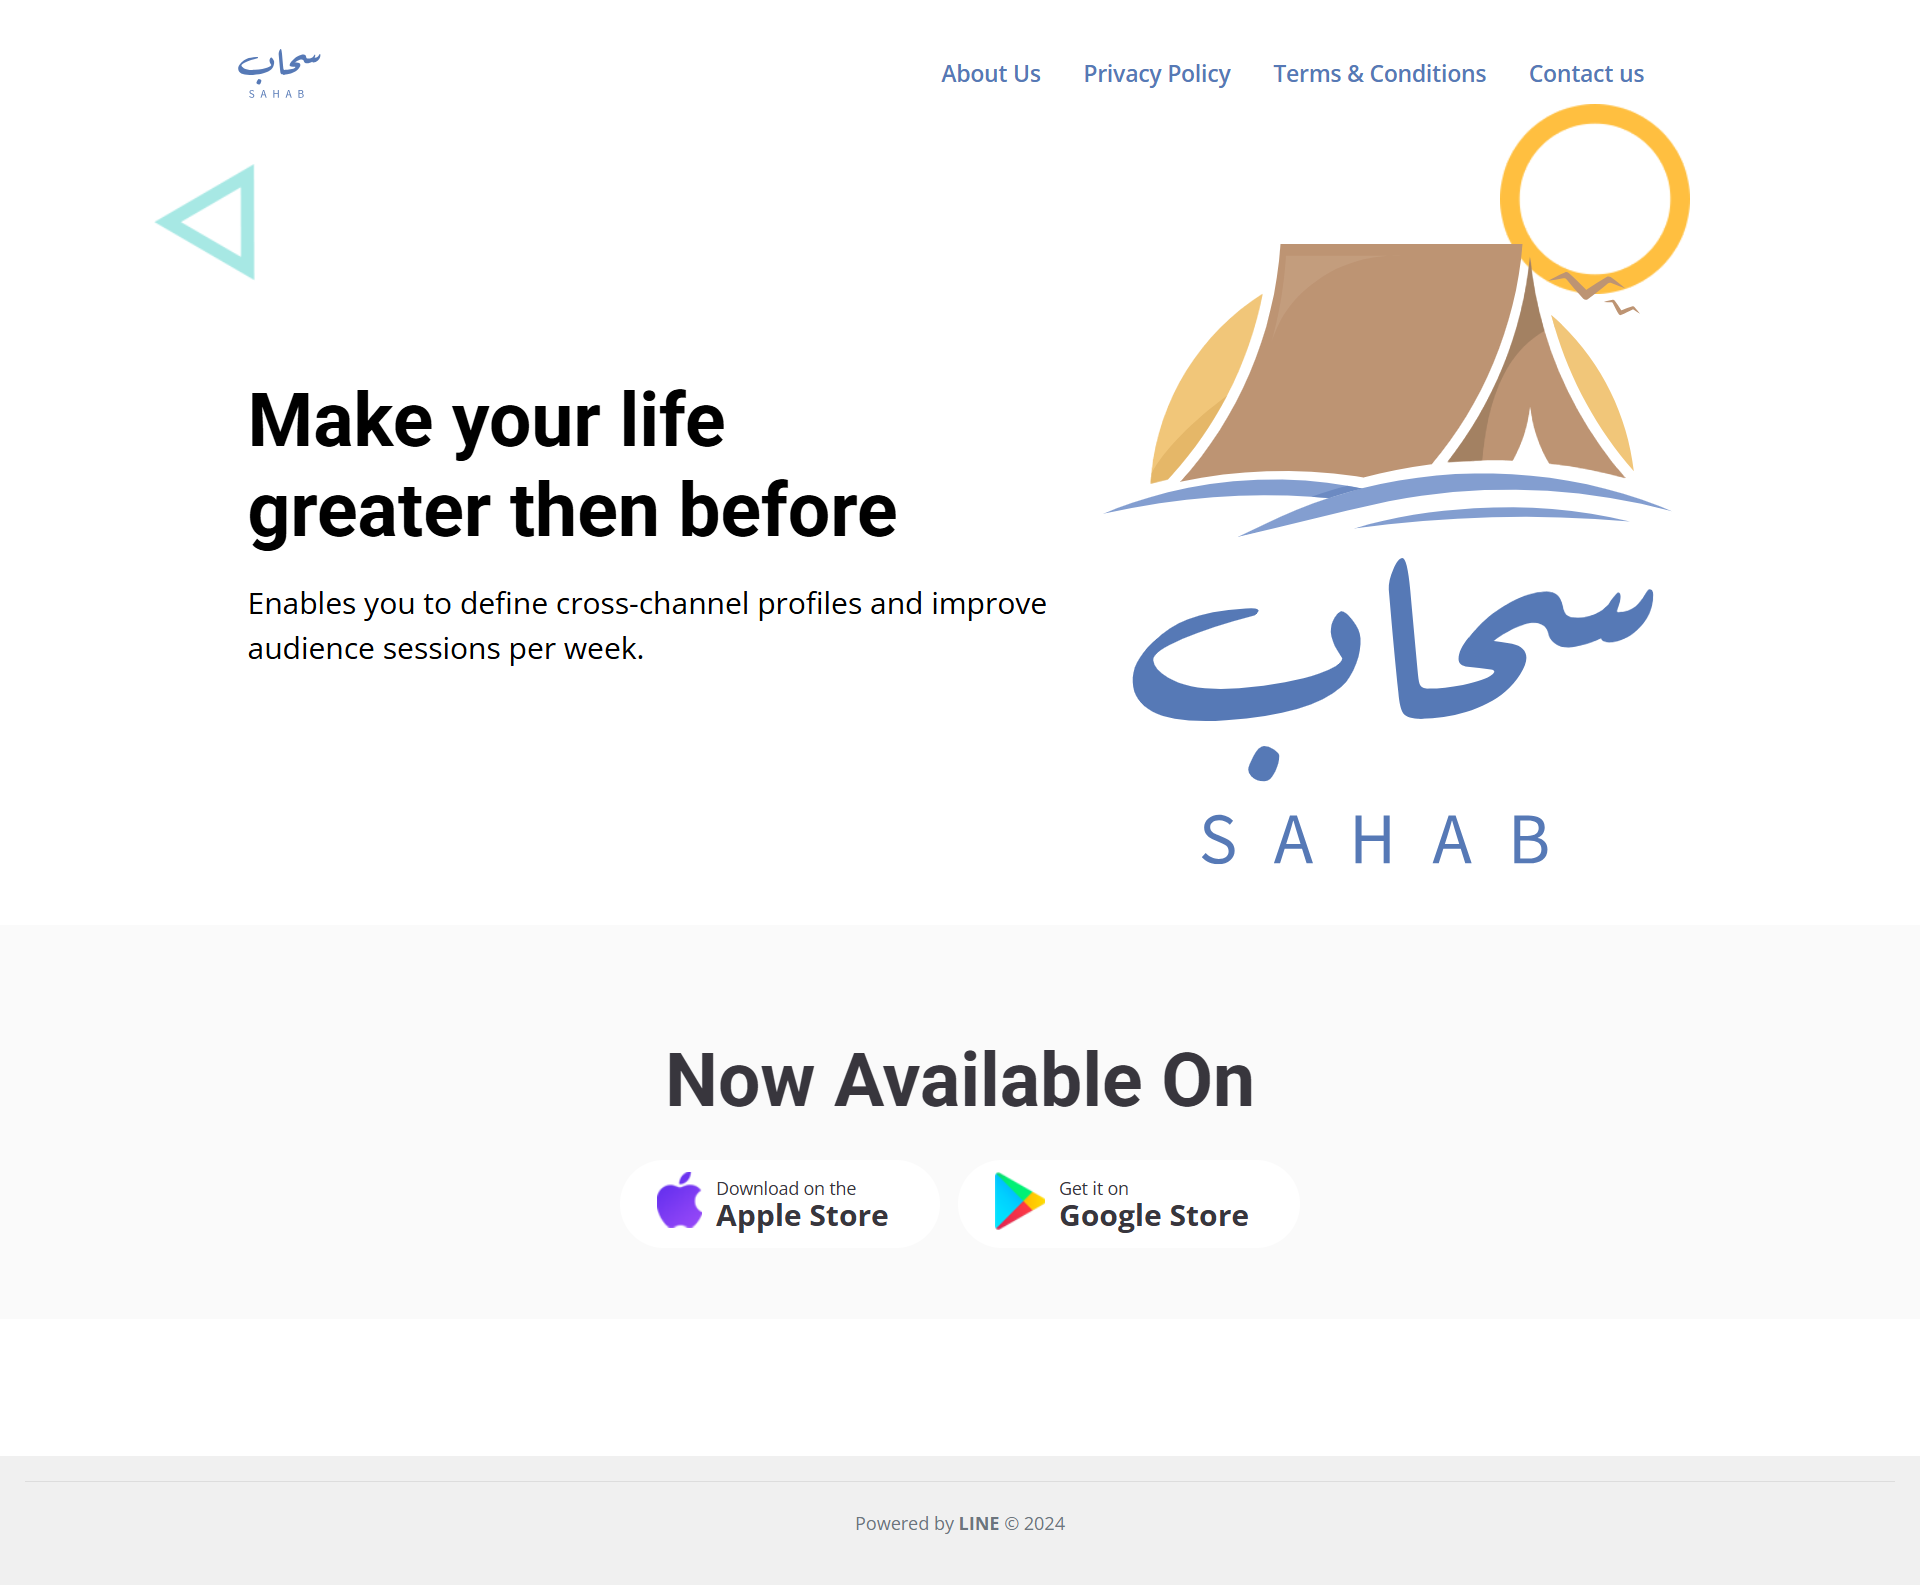 سحاب
SAHAB
About Us
Privacy Policy
Terms & Conditions
Contact us
Make your life
greater then before
Enables you to define cross-channel profiles and improve
audience sessions per week.
سحاب
SAHAB
Now Available On
Download on the
Apple Store
Get it on
Google Store
Powered by LINE © 2024